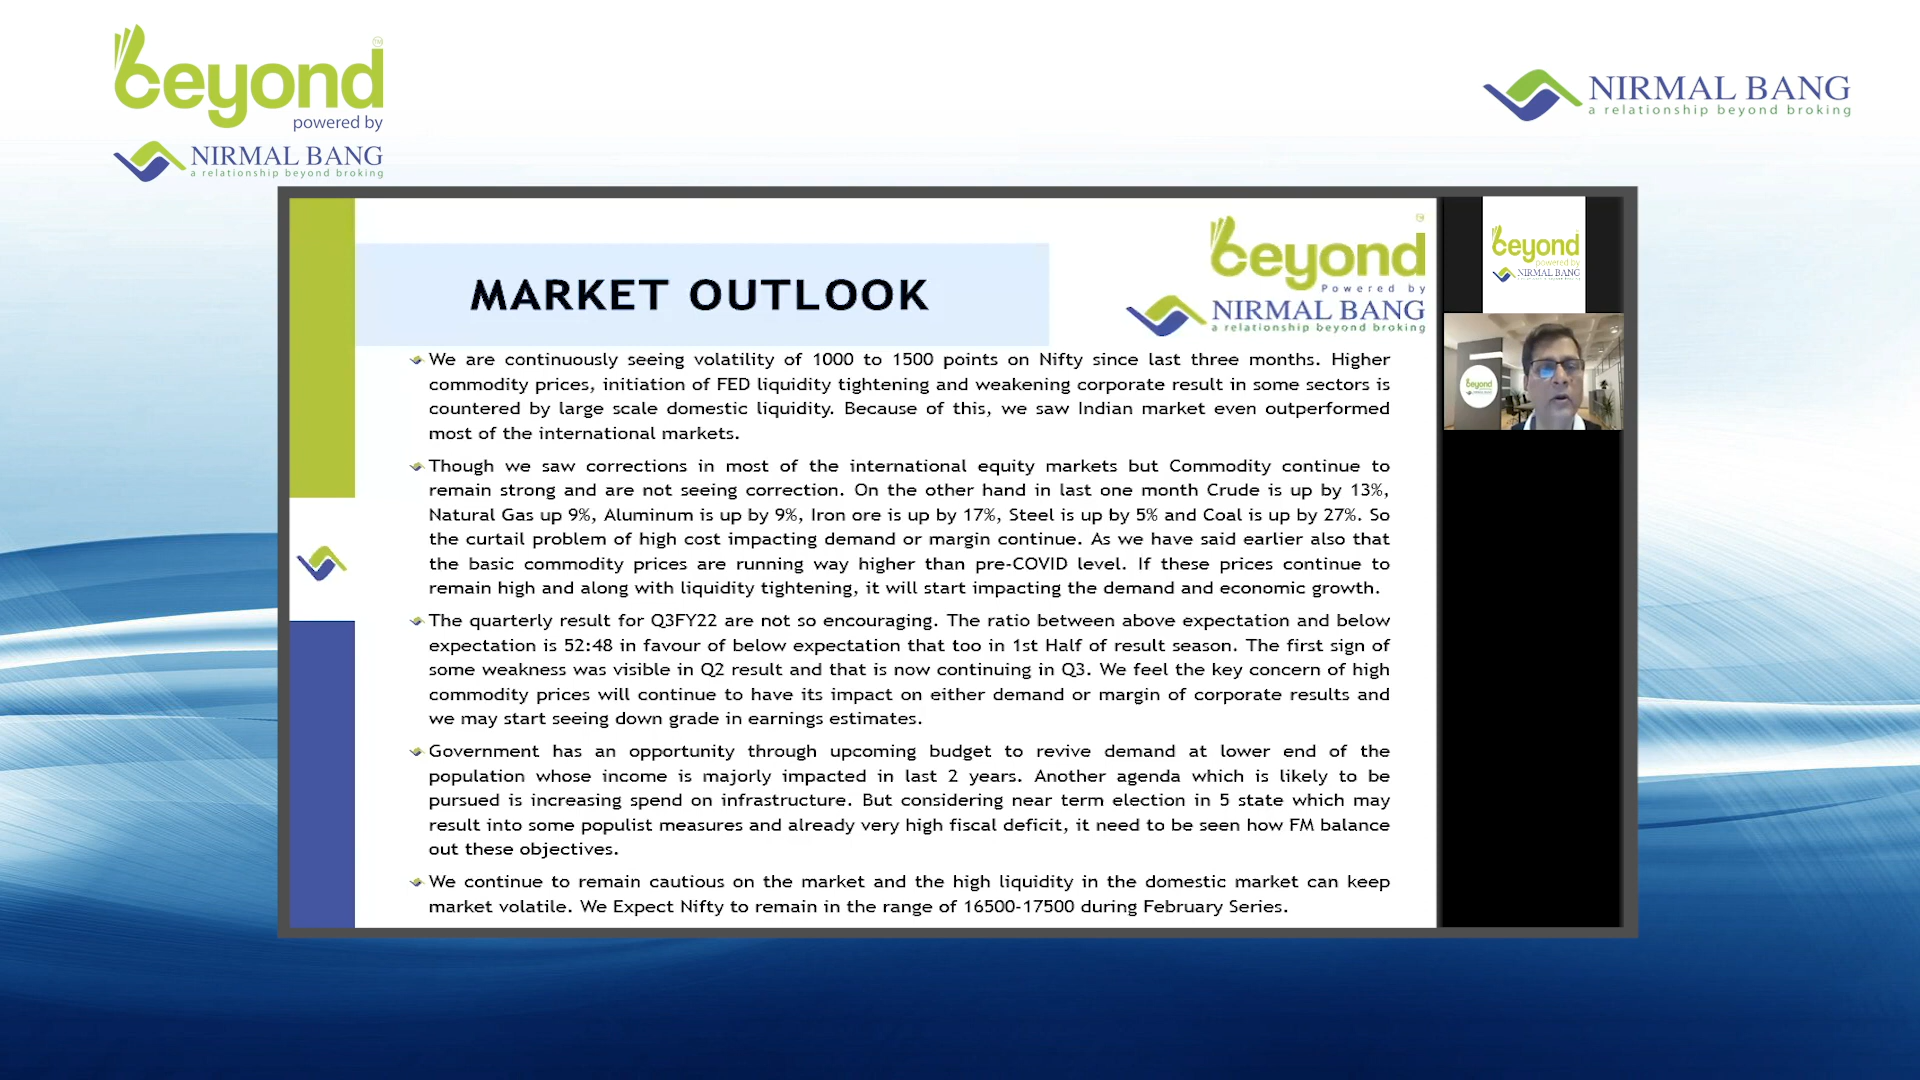 beyond
TM
powered by
NIRMAL BANG
a relationship beyond broking
NIRMAL BANG
a relationship beyond broking
MARKET OUTLOOK
beyond
Powered by
NIRMAL BANG
a relationship beyond broking
We are continuously seeing volatility of 1000 to 1500 points on Nifty since last three months. Higher
commodity prices, initiation of FED liquidity tightening and weakening corporate result in some sectors is
countered by large scale domestic liquidity. Because of this, we saw Indian market even outperformed
most of the international markets.
Though we saw corrections in most of the international equity markets but Commodity continue to
remain strong and are not seeing correction. On the other hand in last one month Crude is up by 13%,
Natural Gas up 9%, Aluminum is up by 9%, Iron ore is up by 17%, Steel is up by 5% and Coal is up by 27%. So
the curtail problem of high cost impacting demand or margin continue. As we have said earlier also that
the basic commodity prices are running way higher than pre-COVID level. If these prices continue to
remain high and along with liquidity tightening, it will start impacting the demand and economic growth.
The quarterly result for Q3FY22 are not so encouraging. The ratio between above expectation and below
expectation is 52:48 in favour of below expectation that too in 1st Half of result season. The first sign of
some weakness was visible in Q2 result and that is now continuing in Q3. We feel the key concern of high
commodity prices will continue to have its impact on either demand or margin of corporate results and
we may start seeing down grade in earnings estimates.
Government has an opportunity through upcoming budget to revive demand at lower end of the
population whose income is majorly impacted in last 2 years. Another agenda which is likely to be
pursued is increasing spend on infrastructure. But considering near term election in 5 state which may
result into some populist measures and already very high fiscal deficit, it need to be seen how FM balance
out these objectives.
We continue to remain cautious on the market and the high liquidity in the domestic market can keep
market volatile. We Expect Nifty to remain in the range of 16500-17500 during February Series.
beyond
powered by
NIRMAL BANG
beyond